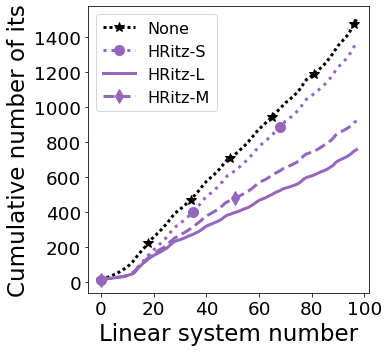 Cumulative number of its
1400
1200
1000
800
600
400
200
0
None
HRitz-S
HRitz-L
HRitz-M
0 20 40 60 80 100
Linear system number